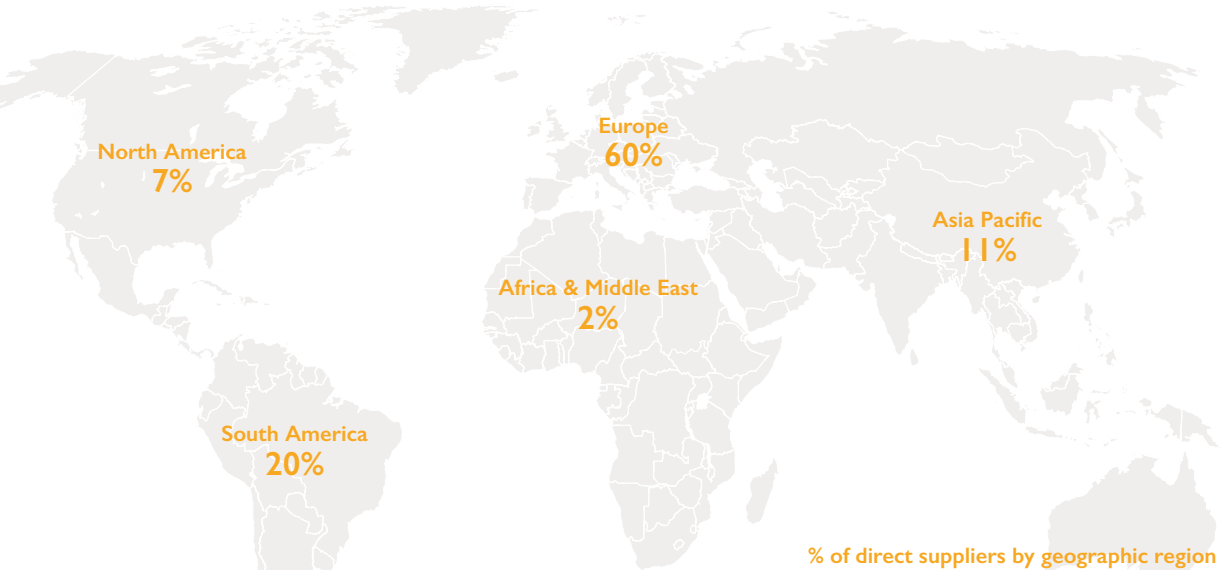 Europe
60%
North America
7%
Asia Pacific
11%
Africa & Middle East
2%
South America
20%
% of direct suppliers by geographic region